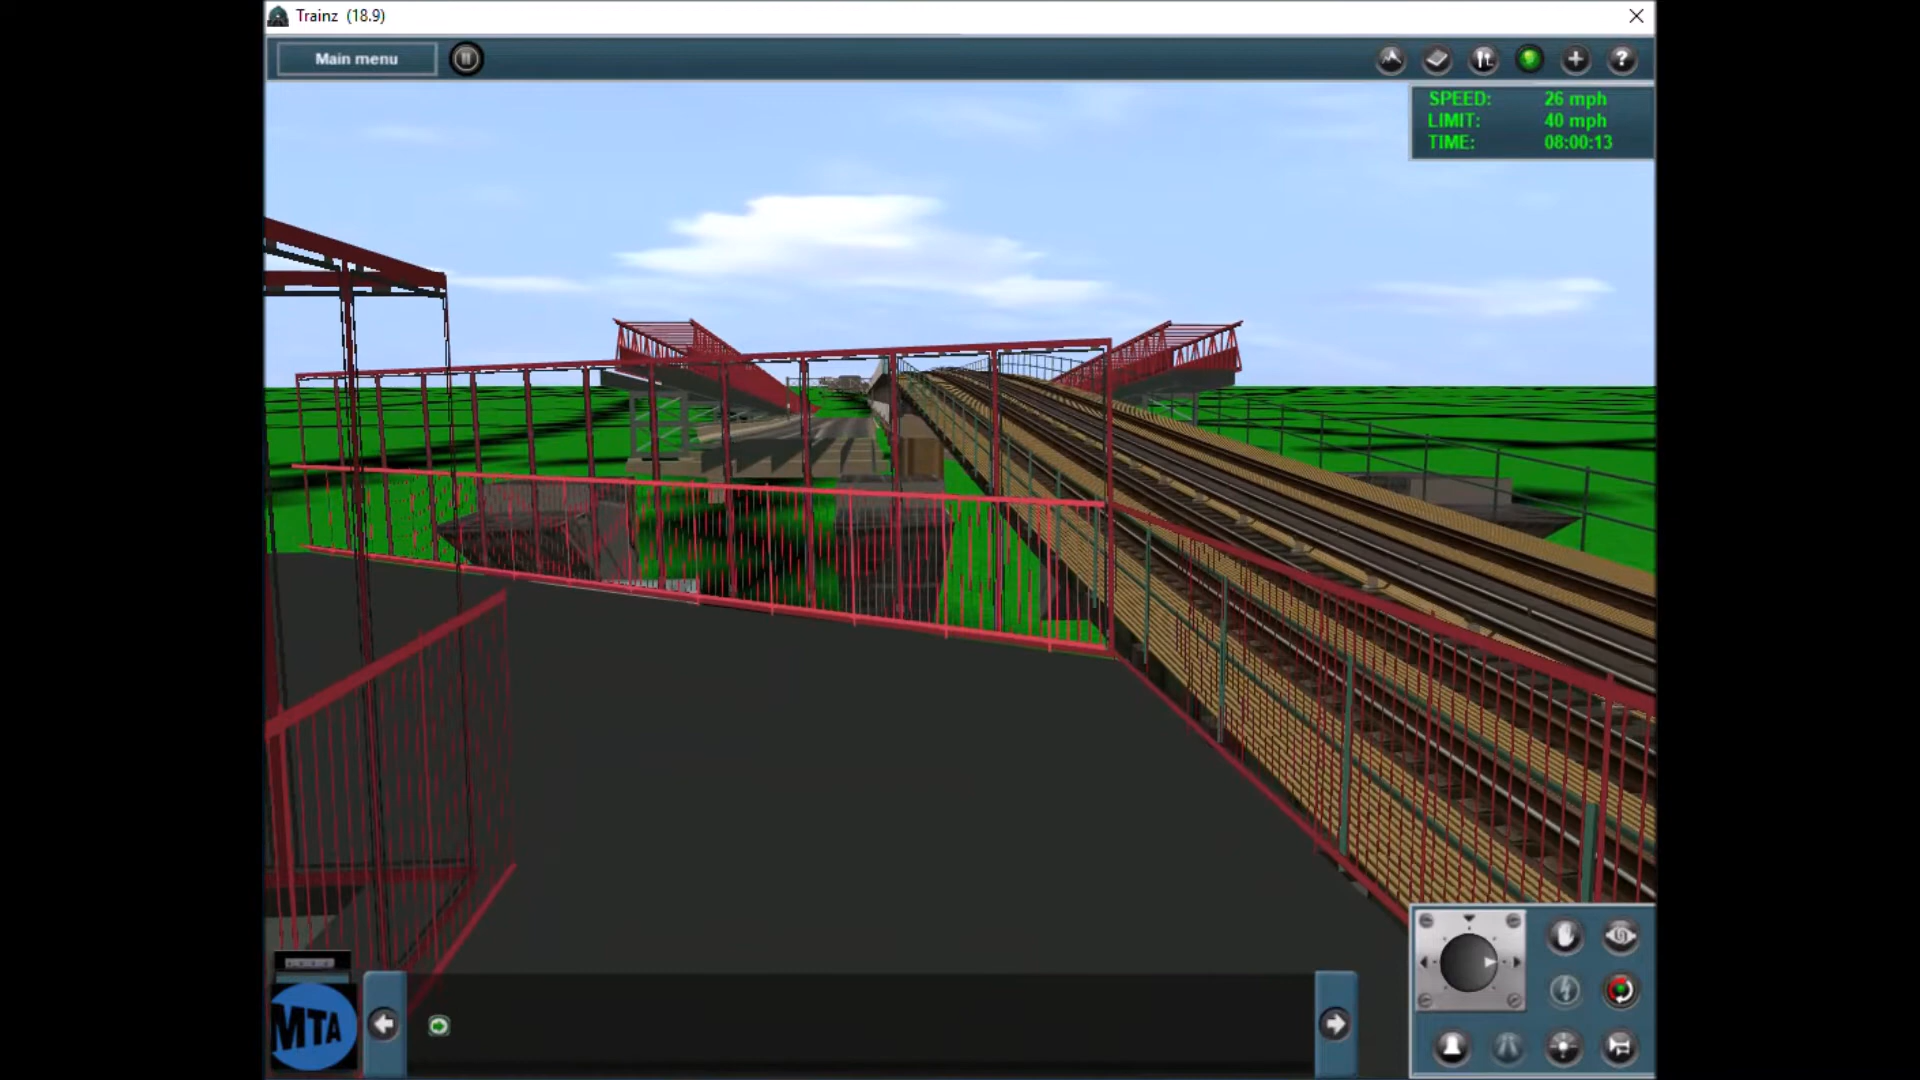 Trainz (18.9)
Main menu
SPEED: 26 mph
LIMIT: 40 mph
TIME: 08:00:13
?
MTA